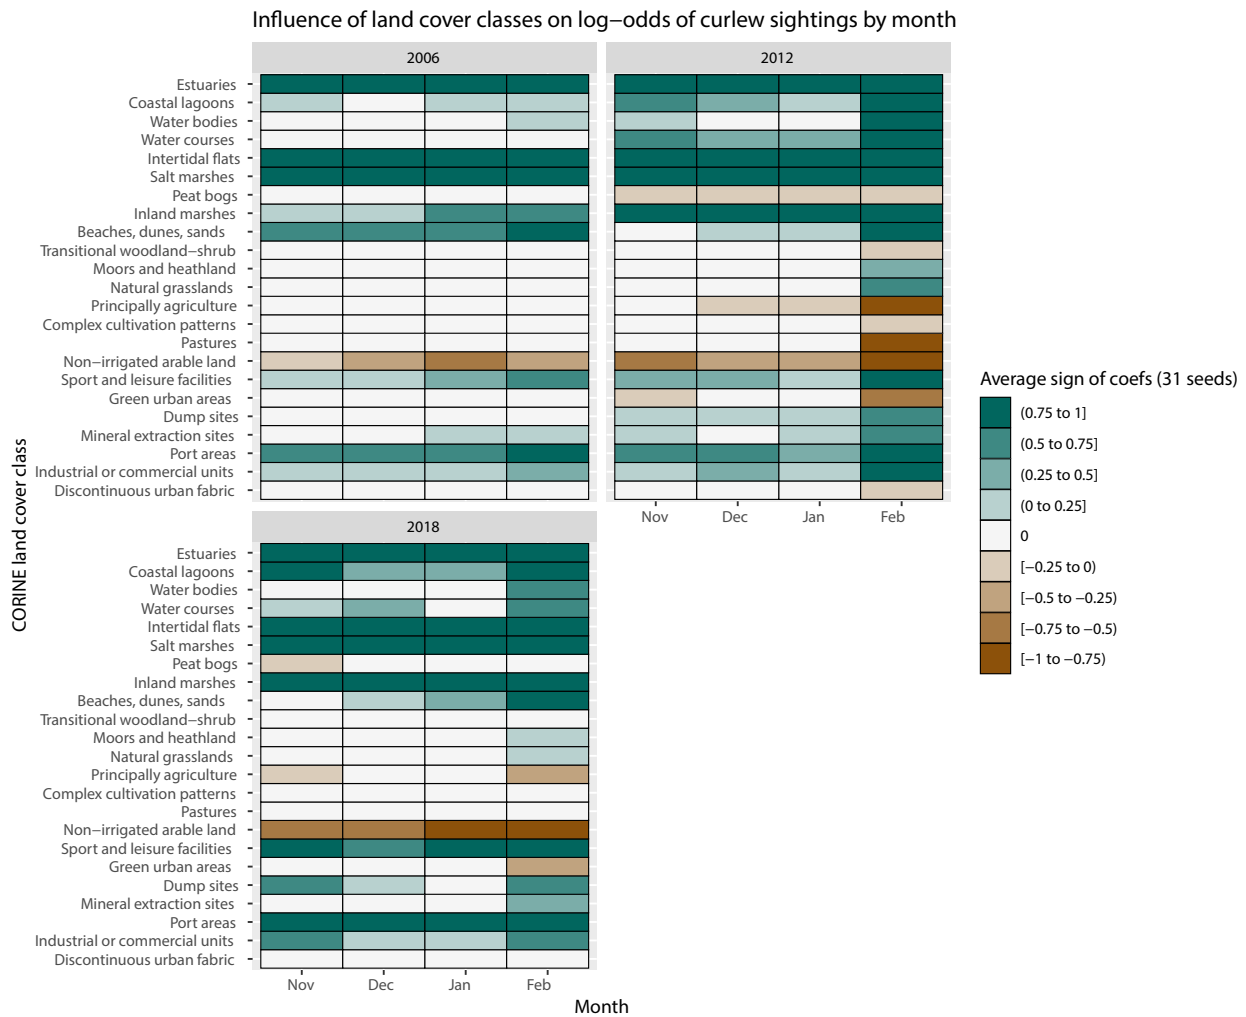 Influence of land cover classes on log−odds of curlew sightings by month
2006
2012
Estuaries
Coastal lagoons
Water bodies
Water courses
Intertidal flats
Salt marshes
Peat bogs
Inland marshes
Beaches, dunes, sands
Transitional woodland−shrub
Moors and heathland
Natural grasslands
Principally agriculture
Complex cultivation patterns
Pastures
Non−irrigated arable land
Sport and leisure facilities
Green urban areas
Dump sites
Mineral extraction sites
Port areas
Industrial or commercial units
Discontinuous urban fabric
Nov Dec Jan Feb
2018
Estuaries
Coastal lagoons
Water bodies
Water courses
Intertidal flats
Salt marshes
Peat bogs
Inland marshes
Beaches, dunes, sands
Transitional woodland−shrub
Moors and heathland
Natural grasslands
Principally agriculture
Complex cultivation patterns
Pastures
Non−irrigated arable land
Sport and leisure facilities
Green urban areas
Dump sites
Mineral extraction sites
Port areas
Industrial or commercial units
Discontinuous urban fabric
Nov Dec Jan Feb
Month
CORINE land cover class
Average sign of coefs (31 seeds)
(0.75 to 1]
(0.5 to 0.75]
(0.25 to 0.5]
(0 to 0.25]
0
[−0.25 to 0)
[−0.5 to −0.25)
[−0.75 to −0.5)
[−1 to −0.75)